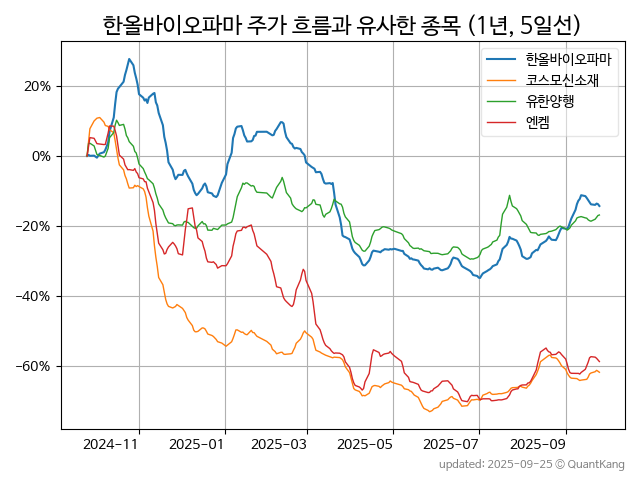 한올바이오파마 주가 흐름과 유사한 종목 (1년, 5일선)
한올바이오파마
코스모신소재
유한양행
엔켐
20%
0%
−20%
−40%
−60%
2024-11
2025-01
2025-03
2025-05
2025-07
2025-09
updated: 2025-09-25 © QuantKang